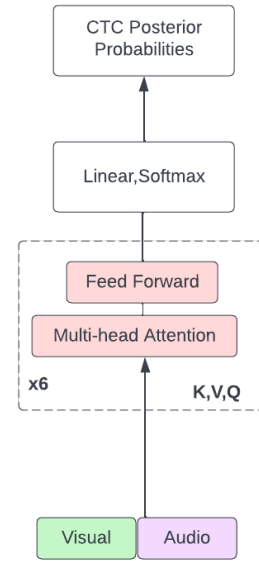 CTC Posterior
Probabilities
Linear,Softmax
Feed Forward
Multi-head Attention
x6
K,V,Q
Visual
Audio